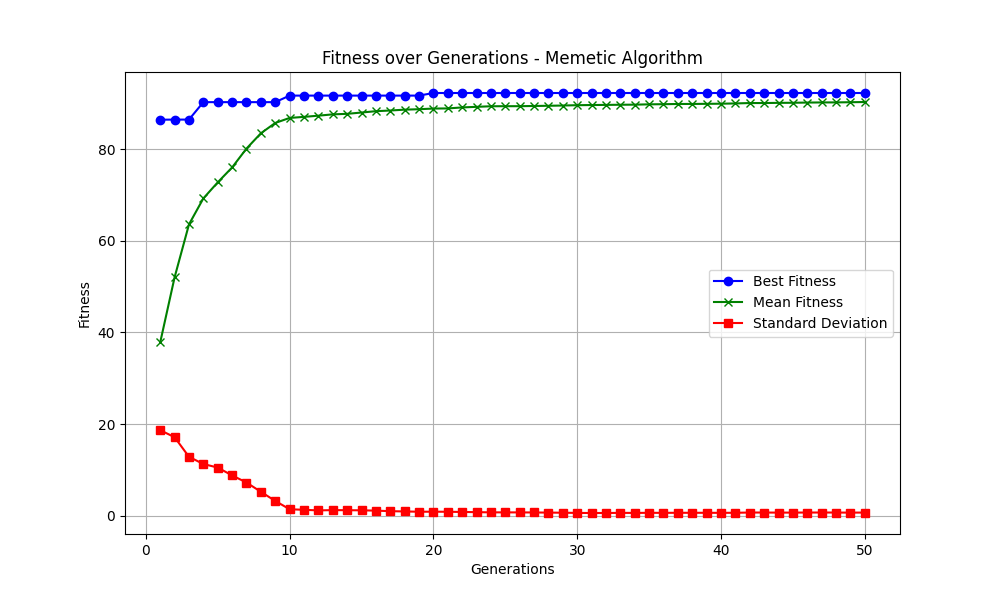 Fitness over Generations - Memetic Algorithm
Fitness
80
60
40
20
0
Best Fitness
Mean Fitness
Standard Deviation
0 10 20 30 40 50
Generations